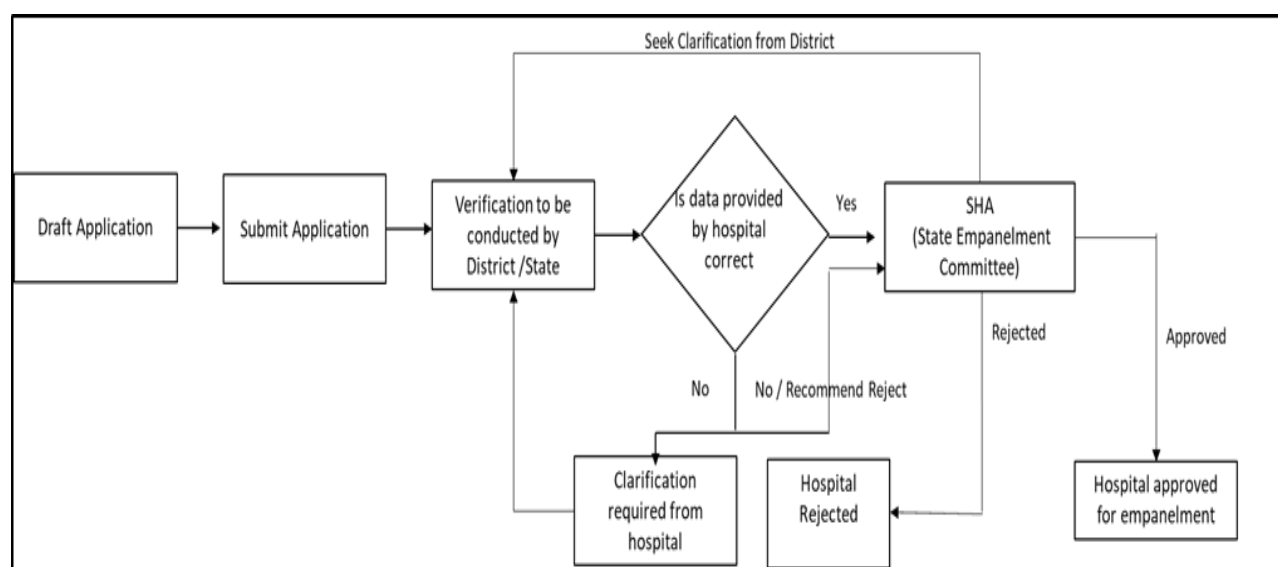 Seek Clarification from District
Draft Application
Submit Application
Verification to be
conducted by
District /State
Is data provided
by hospital
correct
Yes
SHA
(State Empanelment
Committee)
Rejected
Approved
No
No / Recommend Reject
Clarification
required from
hospital
Hospital
Rejected
Hospital approved
for empanelment